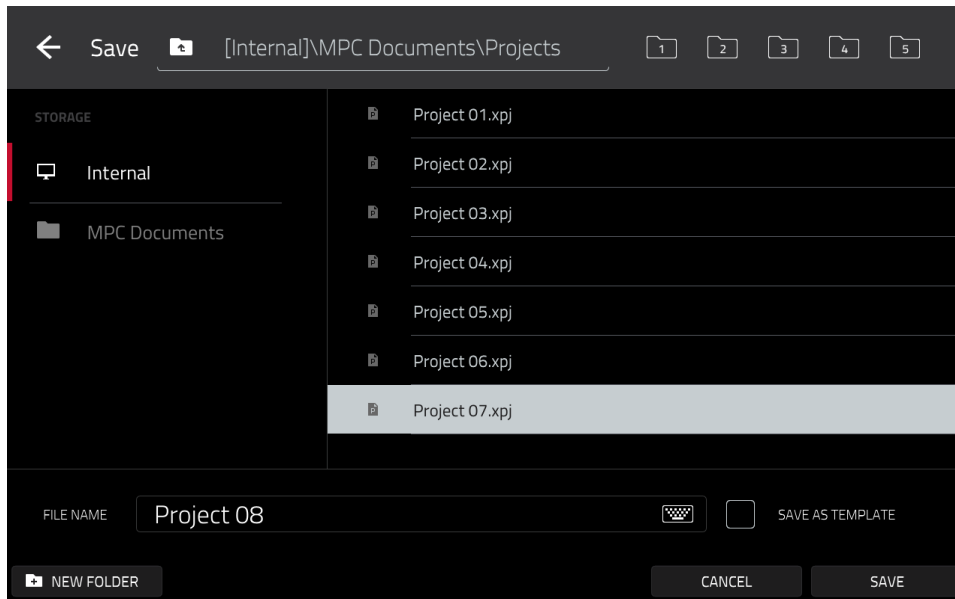 Save [Internal]\MPC Documents\Projects 1 2 3 4 5
STORAGE
Internal
MPC Documents
Project 01.xpj
Project 02.xpj
Project 03.xpj
Project 04.xpj
Project 05.xpj
Project 06.xpj
Project 07.xpj
FILE NAME Project 08 SAVE AS TEMPLATE
NEW FOLDER CANCEL SAVE